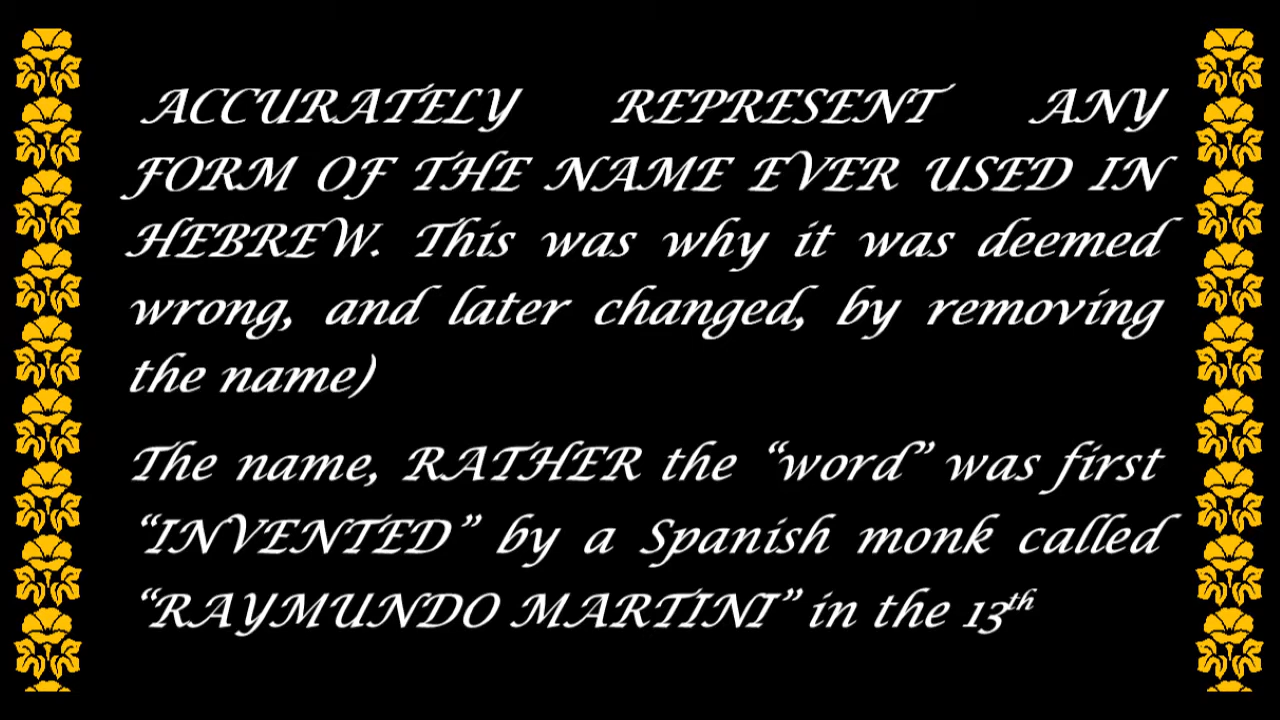 ACCURATELY REPRESENT ANY
FORM OF THE NAME EVER USED IN
HEBREW. This was why it was deemed
wrong, and later changed, by removing
the name)
The name, RATHER the “word” was first
“INVENTED” by a Spanish monk called
“RAYMUNDO MARTINI” in the 13th